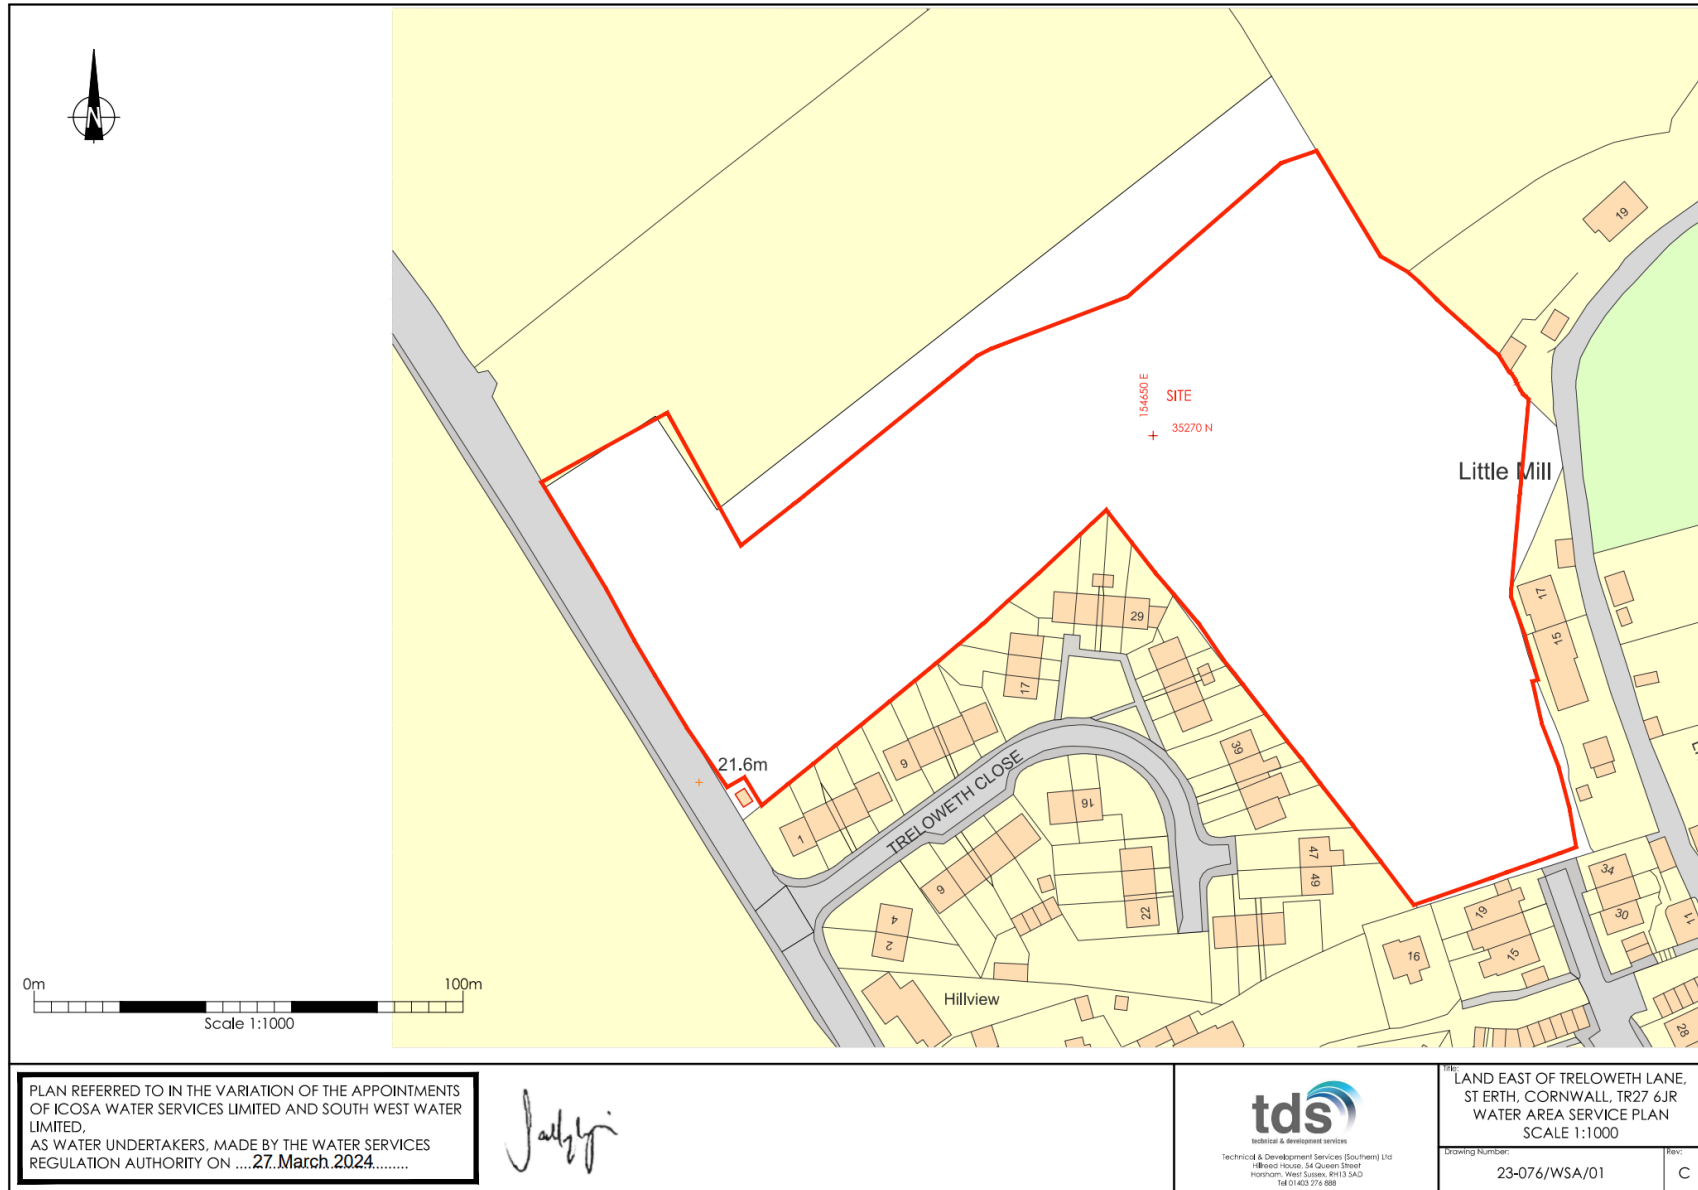 N
19
154650 E
SITE
35270 N
Little Mill
17
15
29
17
21.6m
9
39
1
TRELOWETH CLOSE
16
9
47
49
22
4
2
34
30
19
15
16
11
28
Hillview
0m
100m
Scale 1:1000
PLAN REFERRED TO IN THE VARIATION OF THE APPOINTMENTS
OF ICOSA WATER SERVICES LIMITED AND SOUTH WEST WATER
LIMITED,
AS WATER UNDERTAKERS, MADE BY THE WATER SERVICES
REGULATION AUTHORITY ON ....27 March 2024......
tds
technical & development services
Technical & Development Services (Southern) Ltd
Hillreed House, 54 Queen Street
Horsham, West Sussex, RH13 5AD
Tel 01403 276 888
Title:
LAND EAST OF TRELOWETH LANE,
ST ERTH, CORNWALL, TR27 6JR
WATER AREA SERVICE PLAN
SCALE 1:1000
Drawing Number:
23-076/WSA/01
Rev:
C